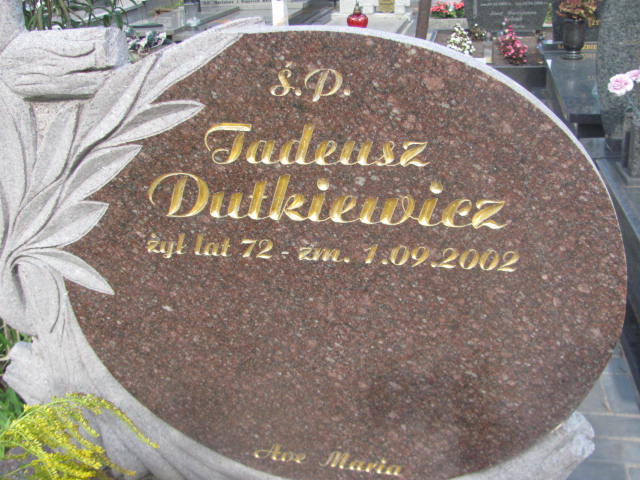 ś.P.
Tadeusz
Dutkiewicz
żył lat 72 - zm. 1.09.2002
Ave Maria